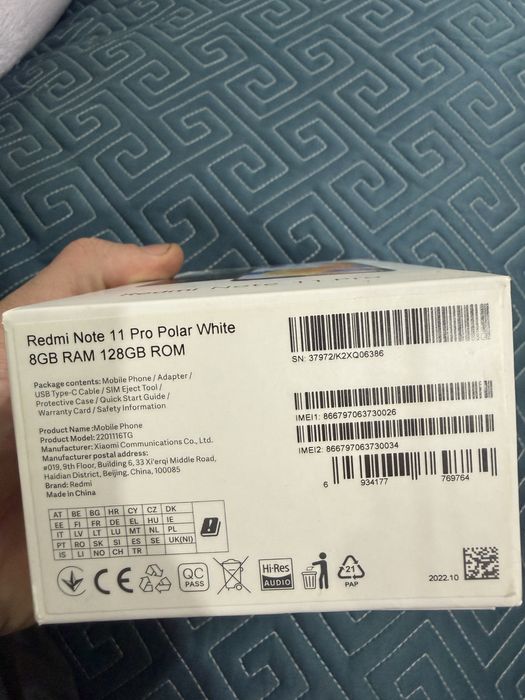 Redmi Note 11 Pro
Redmi Note 11 Pro Polar White
8GB RAM 128GB ROM
Package contents: Mobile Phone / Adapter /
USB Type-C Cable / SIM Eject Tool /
Protective Case / Quick Start Guide /
Warranty Card / Safety Information
Product Name :Mobile Phone
Product Model: 2201116TG
Manufacturer: Xiaomi Communications Co., Ltd.
Manufacturer postal address:
#019, 9th Floor, Building 6, 33 Xi'erqi Middle Road,
Haidian District, Beijing, China, 100085
Brand: Redmi
Made in China
SN: 37972/K2XQ06386
IMEI1: 866797063730026
IMEI2: 866797063730034
6 934177 769764
AT BE BG HR CY CZ DK
EE FI FR DE EL HU IE
IT LV LT LU MT NL PL
PT RO SK SI ES SE UK(NI)
IS LI NO CH TR
CE
QC
PASS
Hi-Res
AUDIO
21
PAP
2022.10